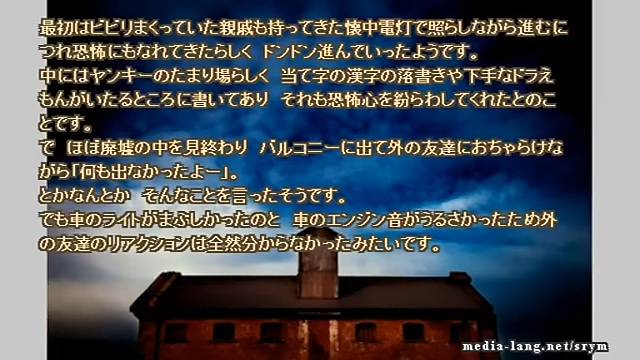 最初はビビりまくっていた親戚も持ってきた懐中電灯で照らしながら進むに
つれ恐怖にもなれてきたらしく　ドンドン進んでいったようです。
中にはヤンキーのたまり場らしく　当て字の漢字の落書きや下手なドラえ
もんがいたるところに書いてあり　それも恐怖心を紛らわしてくれたとのこ
とです。
で　ほぼ廃墟の中を見終わり　バルコニーに出て外の友達におちゃらけな
がら「何も出なかったよー」。
とかなんとか　そんなことを言ったそうです。
でも車のライトがまぶしかったのと　車のエンジン音がうるさかったため外
の友達のリアクションは全然分からなかったみたいです。
media-lang.net/srym